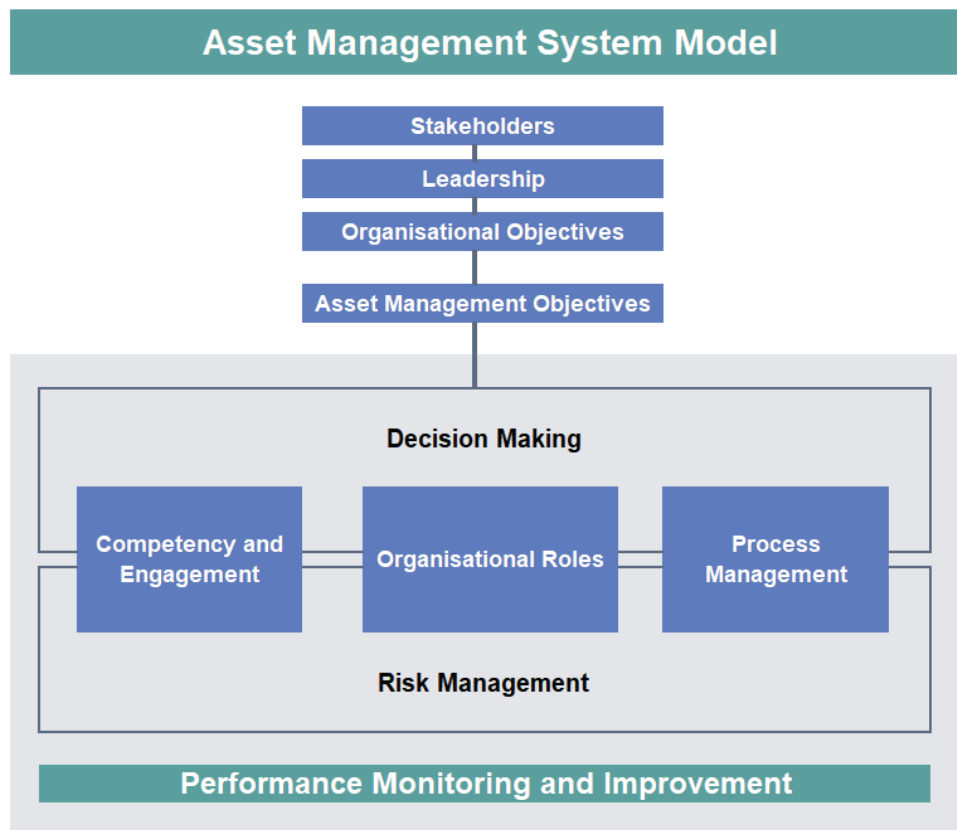 Asset Management System Model
Stakeholders
Leadership
Organisational Objectives
Asset Management Objectives
Decision Making
Competency and
Engagement
Organisational Roles
Process
Management
Risk Management
Performance Monitoring and Improvement